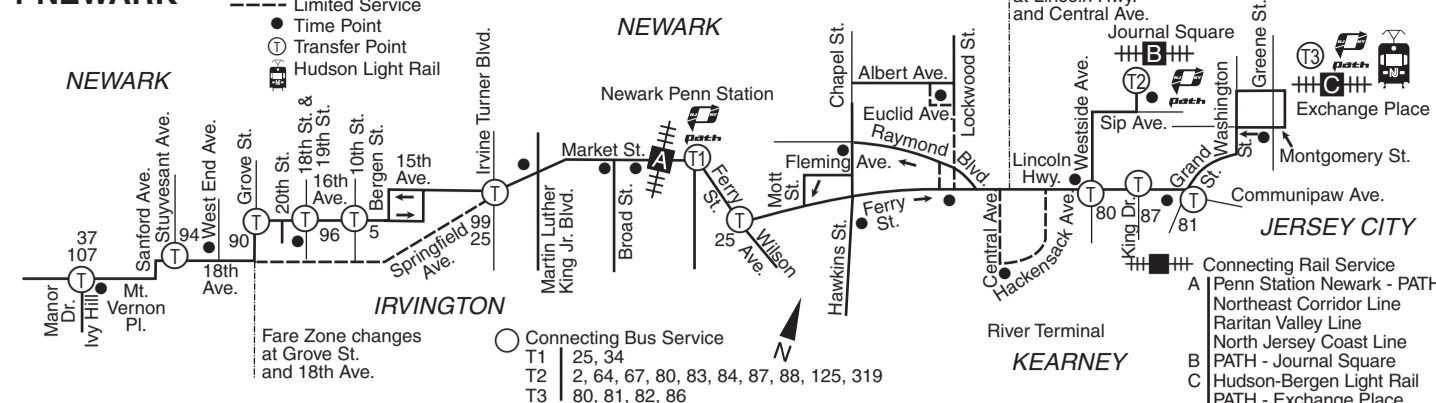 NEWARK
Limited Service
Time Point
T Transfer Point
Hudson Light Rail
NEWARK
NEWARK
at Lincoln Hwy.
and Central Ave.
Journal Square
B
T2
path
T3 path
C
Exchange Place
Greene St.
Washington
St.
Montgomery St.
Sip Ave.
Westside Ave.
Lincoln
Hwy.
Grand
St.
Communipaw Ave.
JERSEY CITY
T
80
T
King Dr.
87
T
81
Chapel St.
Albert Ave.
Lockwood St.
Euclid Ave.
Raymond
Blvd.
Fleming Ave.
Mott
St.
Ferry
St.
Hawkins St.
Central Ave.
Hackensack Ave.
Newark Penn Station
path
A
T1
Market St.
Ferry
St.
T
25
Wilson
Ave.
Broad St.
Martin Luther
King Jr. Blvd.
Irvine Turner Blvd.
T
99
25
15th
Ave.
Bergen St.
T
5
10th St.
18th St. &
19th St.
16th
Ave.
T
96
20th St.
Grove St.
T
90
West End Ave.
Stuyvesant Ave.
T
94
Sanford Ave.
18th
Ave.
Springfield
Ave.
37
107
T
Manor
Dr.
Ivy Hill
Mt.
Vernon
Pl.
IRVINGTON
Fare Zone changes
at Grove St.
and 18th Ave.
Connecting Bus Service
T1 25, 34
T2 2, 64, 67, 80, 83, 84, 87, 88, 125, 319
T3 80, 81, 82, 86
N
River Terminal
KEARNEY
Connecting Rail Service
A Penn Station Newark - PATH
Northeast Corridor Line
Raritan Valley Line
North Jersey Coast Line
B PATH - Journal Square
C Hudson-Bergen Light Rail
PATH - Exchange Place